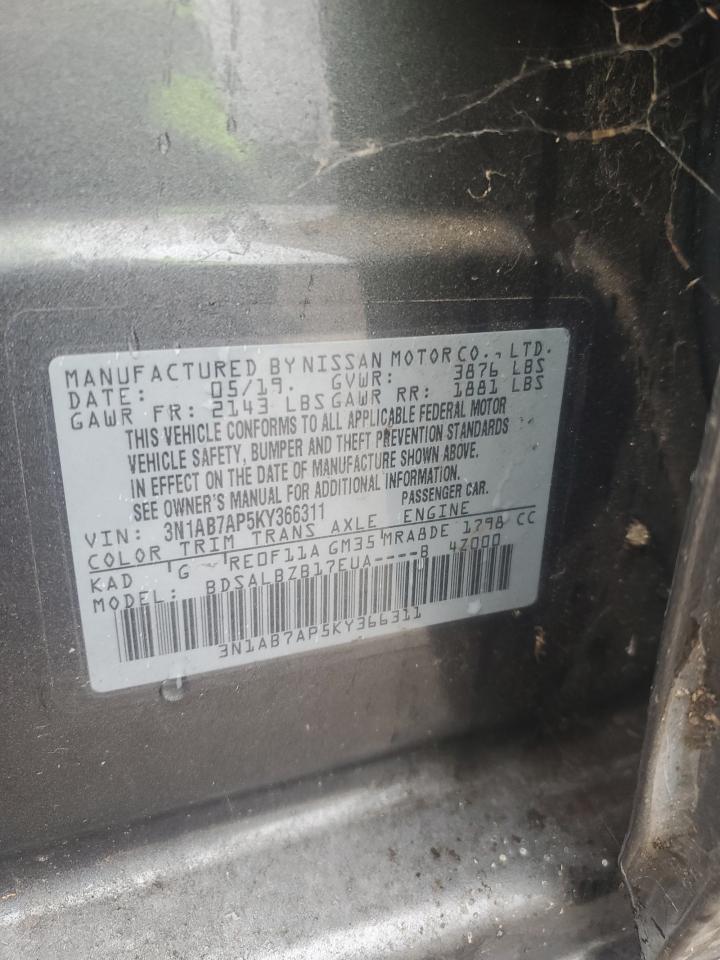 MANUFACTURED BY NISSAN MOTOR CO., LTD.
DATE: 05/19. GVWR: 3876 LBS
GAWR FR: 2143 LBS GAWR RR: 1881 LBS
THIS VEHICLE CONFORMS TO ALL APPLICABLE FEDERAL MOTOR
VEHICLE SAFETY, BUMPER AND THEFT PREVENTION STANDARDS
IN EFFECT ON THE DATE OF MANUFACTURE SHOWN ABOVE.
SEE OWNER'S MANUAL FOR ADDITIONAL INFORMATION.
VIN: 3N1AB7AP5KY366311 PASSENGER CAR.
COLOR TRIM TRANS AXLE ENGINE
KAD G RE0F11A GM35 MRA8DE 1798 CC
MODEL: BDSALBZB17EUA----B 4Z000
3N1AB7AP5KY366311